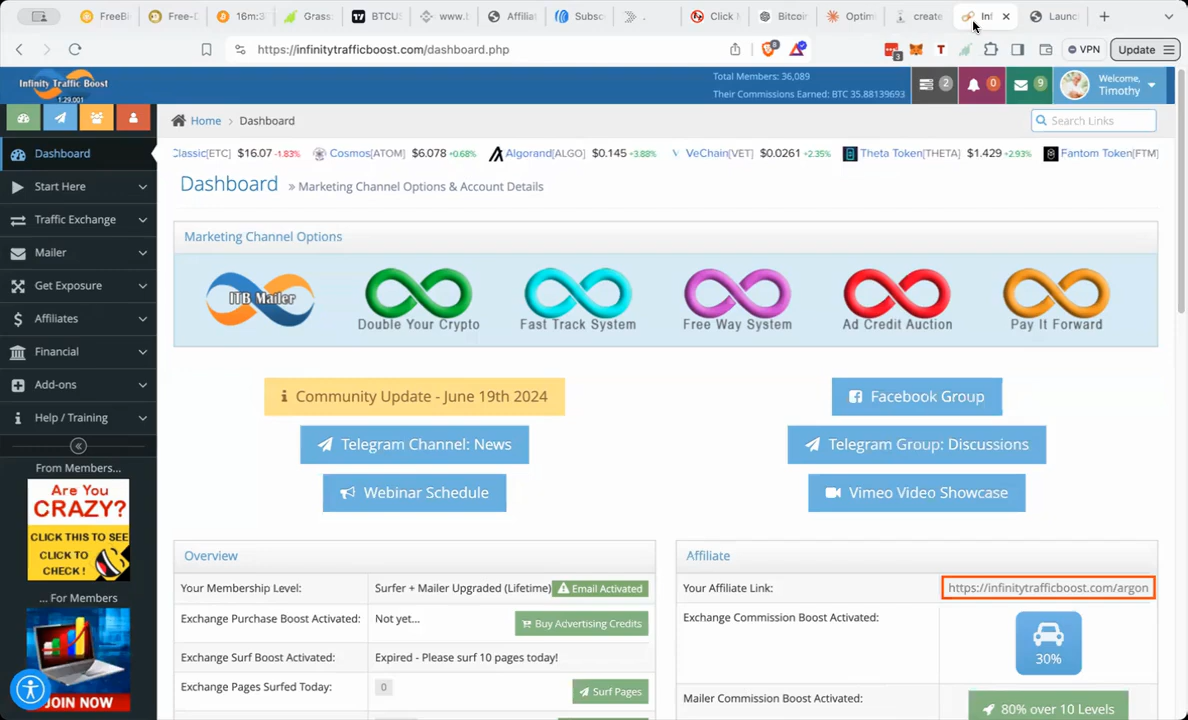 FreeBi
Free-D
16m:3
Grass
BTCUS
www.t
Affiliat
Subsc
.
Click
Bitcoir
Optim
create
Inf
Launc
https://infinitytrafficboost.com/dashboard.php
8
3
VPN
Update
Infinity Traffic Boost
1.29.001
Total Members: 36,089
Their Commissions Earned: BTC 35.88139693
2
0
9
Welcome,
Timothy
Home > Dashboard
Search Links
Classic[ETC] $16.07 -1.83%
Cosmos[ATOM] $6.078 +0.68%
Algorand[ALGO] $0.145 +3.88%
VeChain[VET] $0.0261 +2.35%
Theta Token[THETA] $1.429 +2.93%
Fantom Token[FTM]
Dashboard
Start Here
Traffic Exchange
Mailer
Get Exposure
Affiliates
Financial
Add-ons
Help / Training
From Members...
Are You
CRAZY?
CLICK THIS TO SEE
CLICK TO
CHECK !
... For Members
JOIN NOW
Dashboard
» Marketing Channel Options & Account Details
Marketing Channel Options
ITB Mailer
Double Your Crypto
Fast Track System
Free Way System
Ad Credit Auction
Pay It Forward
Community Update - June 19th 2024
Facebook Group
Telegram Channel: News
Telegram Group: Discussions
Webinar Schedule
Vimeo Video Showcase
Overview
Your Membership Level: Surfer + Mailer Upgraded (Lifetime) Email Activated
Exchange Purchase Boost Activated: Not yet... Buy Advertising Credits
Exchange Surf Boost Activated: Expired - Please surf 10 pages today!
Exchange Pages Surfed Today: 0 Surf Pages
Affiliate
Your Affiliate Link: https://infinitytrafficboost.com/argon
Exchange Commission Boost Activated:
30%
Mailer Commission Boost Activated:
80% over 10 Levels